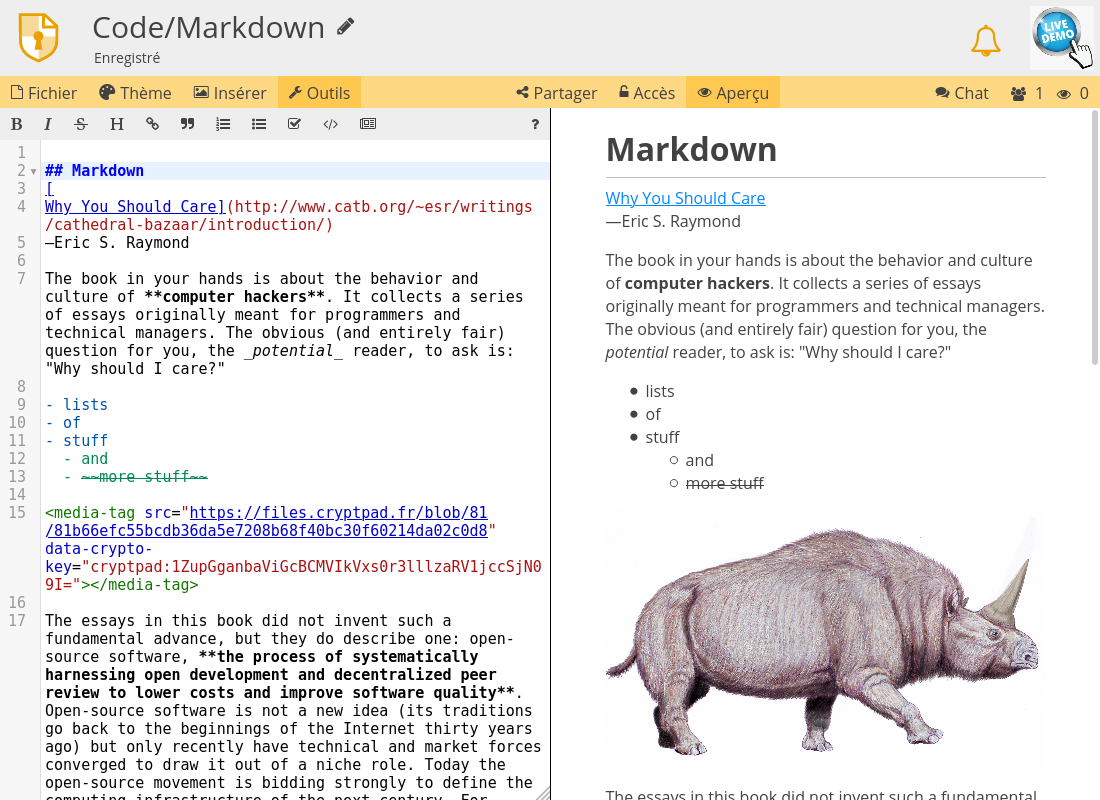 Code/Markdown
Enregistré
LIVE DEMO
Fichier Thème Insérer Outils Partager Accès Aperçu Chat 1 0
B I S H ?
1
2 ## Markdown
3 [
4 Why You Should Care](http://www.catb.org/~esr/writings
/cathedral-bazaar/introduction/)
5 —Eric S. Raymond
6
7 The book in your hands is about the behavior and
culture of **computer hackers**. It collects a series
of essays originally meant for programmers and
technical managers. The obvious (and entirely fair)
question for you, the _potential_ reader, to ask is:
"Why should I care?"
8
9 - lists
10 - of
11 - stuff
12 - and
13 - ~~more stuff~~
14
15 <media-tag src="https://files.cryptpad.fr/blob/81
/81b66efc55bcdb36da5e7208b68f40bc30f60214da02c0d8"
data-crypto-
key="cryptpad:1ZupGganbaViGcBCMVIkVxs0r3lllzaRV1jccSjN0
9I="></media-tag>
16
17 The essays in this book did not invent such a
fundamental advance, but they do describe one: open-
source software, **the process of systematically
harnessing open development and decentralized peer
review to lower costs and improve software quality**.
Open-source software is not a new idea (its traditions
go back to the beginnings of the Internet thirty years
ago) but only recently have technical and market forces
converged to draw it out of a niche role. Today the
open-source movement is bidding strongly to define the
computing infrastructure of the next century. For
Markdown
Why You Should Care
—Eric S. Raymond
The book in your hands is about the behavior and culture
of computer hackers. It collects a series of essays
originally meant for programmers and technical managers.
The obvious (and entirely fair) question for you, the
potential reader, to ask is: "Why should I care?"
lists
of
stuff
and
more stuff
The essays in this book did not invent such a fundamental